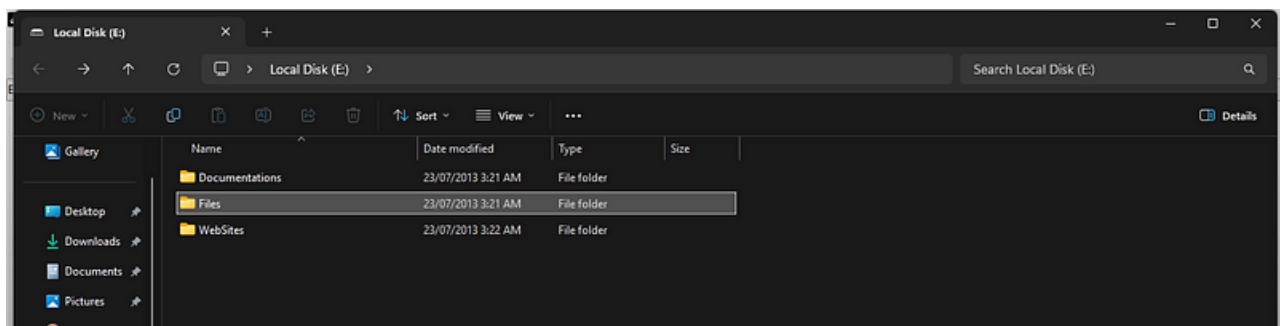 Local Disk (E:)
Local Disk (E:)
Search Local Disk (E:)
New
Sort
View
Details
Gallery
Name Date modified Type Size
Documentations 23/07/2013 3:21 AM File folder
Desktop
Files 23/07/2013 3:21 AM File folder
Downloads
WebSites 23/07/2013 3:22 AM File folder
Documents
Pictures